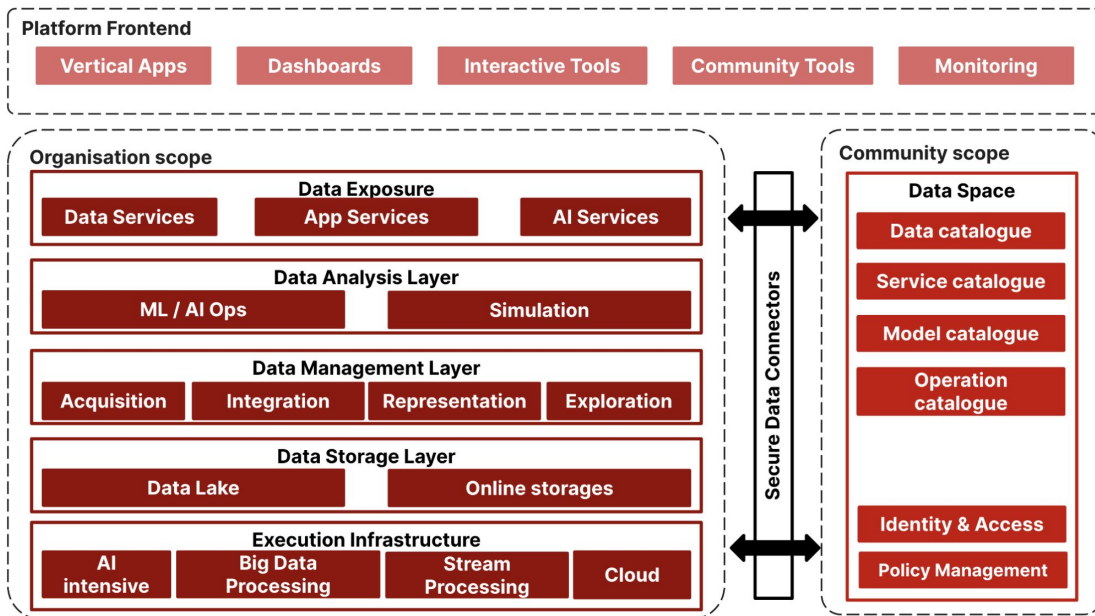 Platform Frontend
Vertical Apps
Dashboards
Interactive Tools
Community Tools
Monitoring
Organisation scope
Data Exposure
Data Services
App Services
AI Services
Data Analysis Layer
ML / AI Ops
Simulation
Data Management Layer
Acquisition
Integration
Representation
Exploration
Data Storage Layer
Data Lake
Online storages
Execution Infrastructure
AI
intensive
Big Data
Processing
Stream
Processing
Cloud
Secure Data Connectors
Community scope
Data Space
Data catalogue
Service catalogue
Model catalogue
Operation
catalogue
Identity & Access
Policy Management